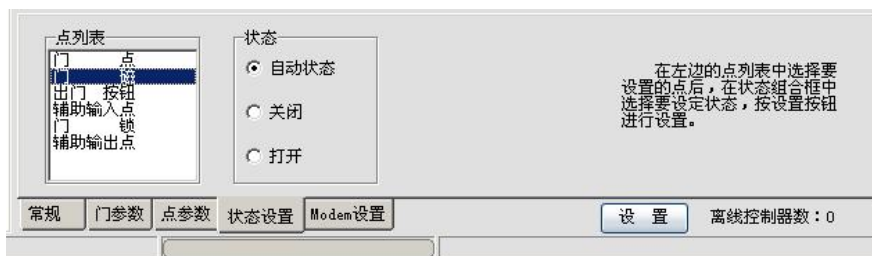 点列表
门 点
门 磁
出门 按钮
辅助输入点
门 锁
辅助输出点
状态
自动状态
关闭
打开
在左边的点列表中选择要
设置的点后，在状态组合框中
选择要设定状态，按设置按钮
进行设置。
常规 门参数 点参数 状态设置 Modem设置
设 置 离线控制器数：0